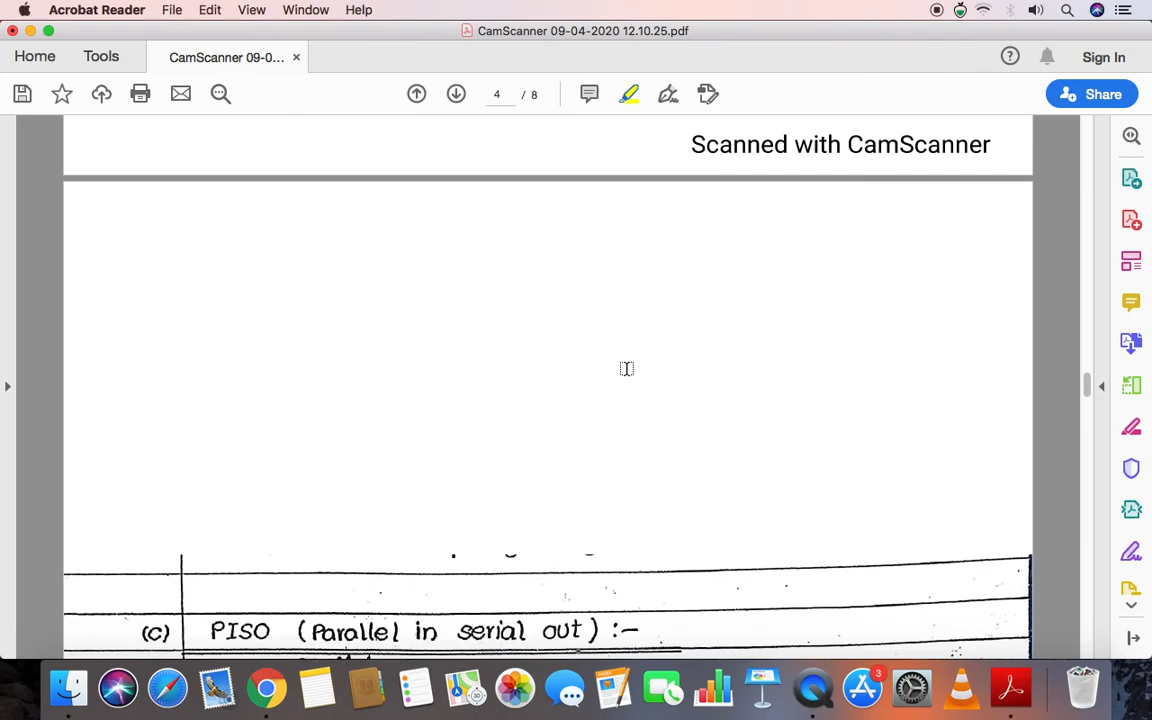 Acrobat Reader File Edit View Window Help
CamScanner 09-04-2020 12.10.25.pdf
Home Tools CamScanner 09-0... × Sign In
4 / 8 Share
Scanned with CamScanner
(c) PISO (Parallel in serial out) :-
3